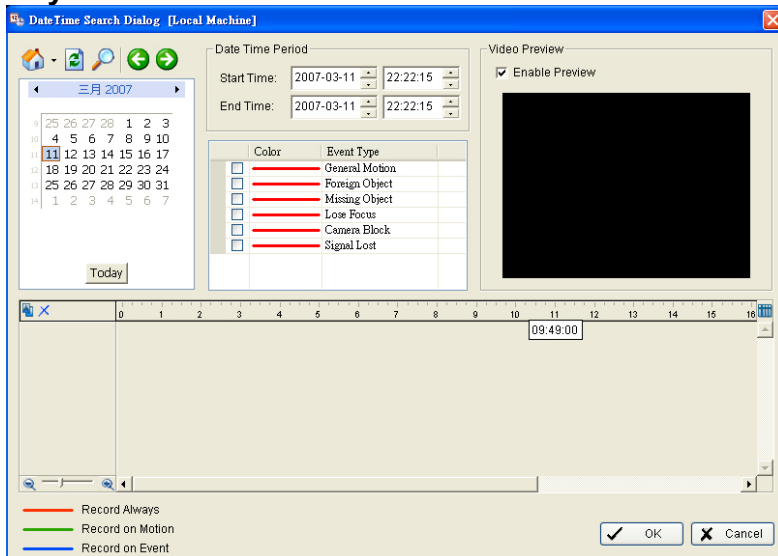 DateTime Search Dialog [Local Machine]
三月 2007
9 25 26 27 28 1 2 3
10 4 5 6 7 8 9 10
11 11 12 13 14 15 16 17
12 18 19 20 21 22 23 24
13 25 26 27 28 29 30 31
14 1 2 3 4 5 6 7
Today
Date Time Period
Start Time: 2007-03-11 22:22:15
End Time: 2007-03-11 22:22:15
Color Event Type
General Motion
Foreign Object
Missing Object
Lose Focus
Camera Block
Signal Lost
Video Preview
Enable Preview
0 1 2 3 4 5 6 7 8 9 10 11 12 13 14 15 16
09:49:00
Record Always
Record on Motion
Record on Event
OK
Cancel